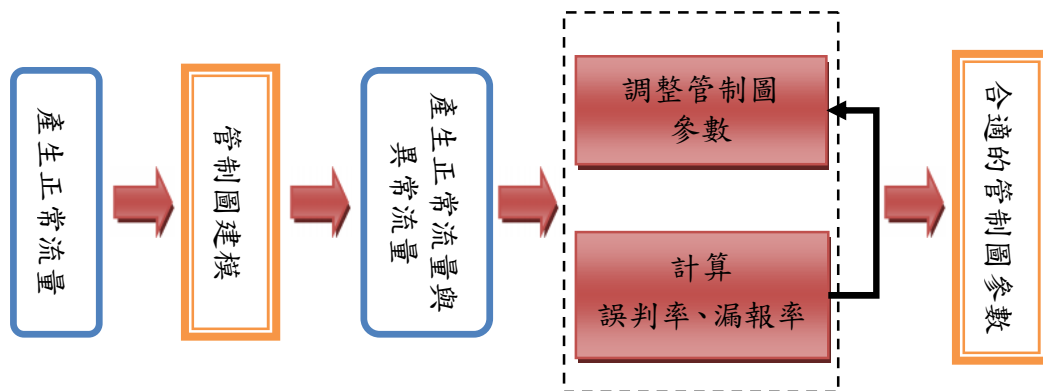 產生正常流量
管制圖建模
產生正常流量與
異常流量
調整管制圖
參數
計算
誤判率、漏報率
合適的管制圖參數